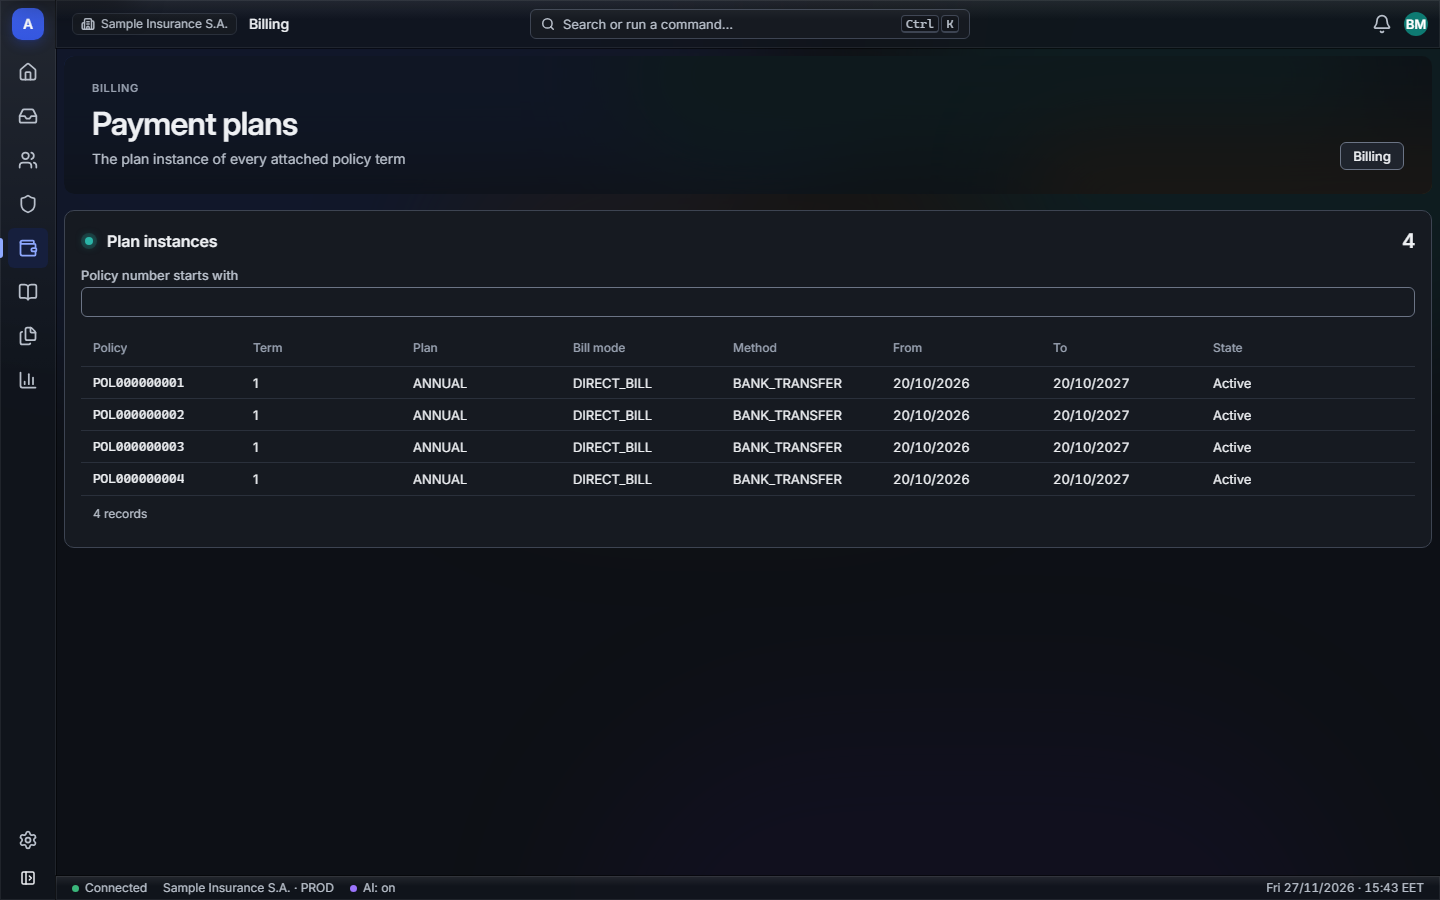 A
Sample Insurance S.A.
Billing
Search or run a command...
Ctrl K
BM
BILLING
Payment plans
The plan instance of every attached policy term
Billing
Plan instances
4
Policy number starts with
Policy Term Plan Bill mode Method From To State
POL000000001 1 ANNUAL DIRECT_BILL BANK_TRANSFER 20/10/2026 20/10/2027 Active
POL000000002 1 ANNUAL DIRECT_BILL BANK_TRANSFER 20/10/2026 20/10/2027 Active
POL000000003 1 ANNUAL DIRECT_BILL BANK_TRANSFER 20/10/2026 20/10/2027 Active
POL000000004 1 ANNUAL DIRECT_BILL BANK_TRANSFER 20/10/2026 20/10/2027 Active
4 records
Connected Sample Insurance S.A. · PROD AI: on Fri 27/11/2026 · 15:43 EET